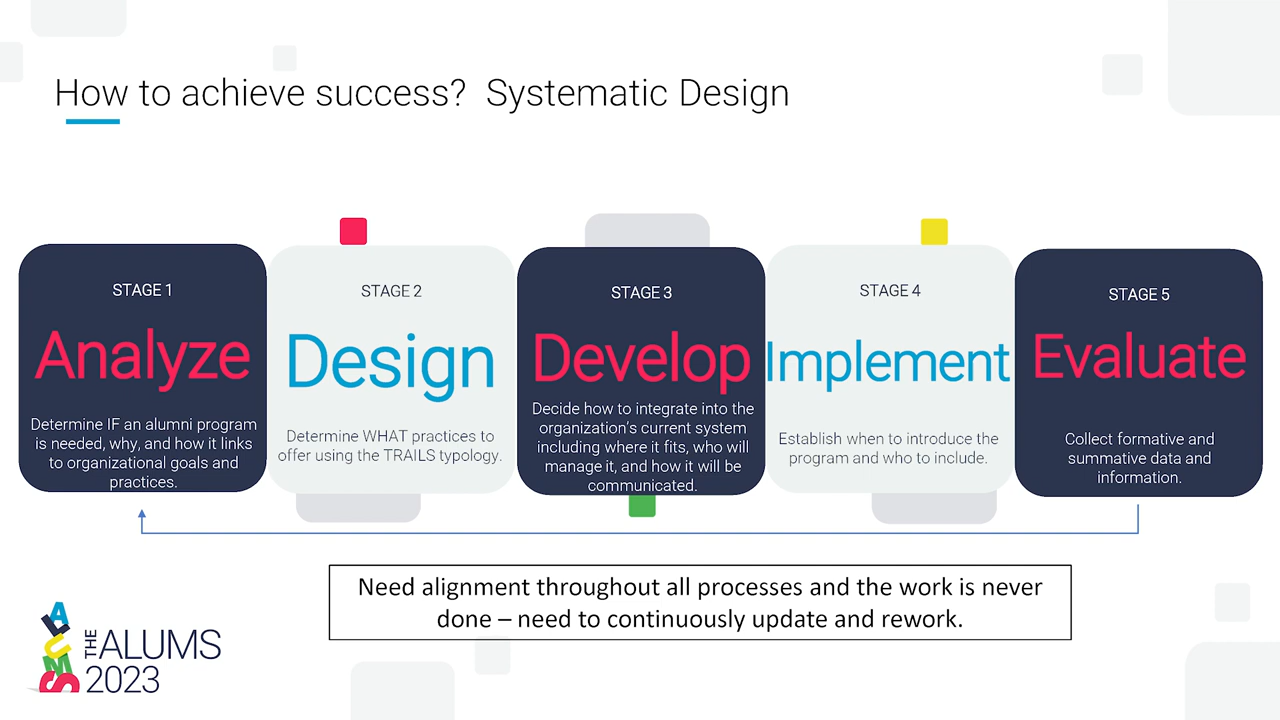 How to achieve success?  Systematic Design
STAGE 1
Analyze
Determine IF an alumni program
is needed, why, and how it links
to organizational goals and
practices.
STAGE 2
Design
Determine WHAT practices to
offer using the TRAILS typology.
STAGE 3
Develop
Decide how to integrate into the
organization's current system
including where it fits, who will
manage it, and how it will be
communicated.
STAGE 4
Implement
Establish when to introduce the
program and who to include.
STAGE 5
Evaluate
Collect formative and
summative data and
information.
Need alignment throughout all processes and the work is never
done – need to continuously update and rework.
ALUMS
THE ALUMS
2023